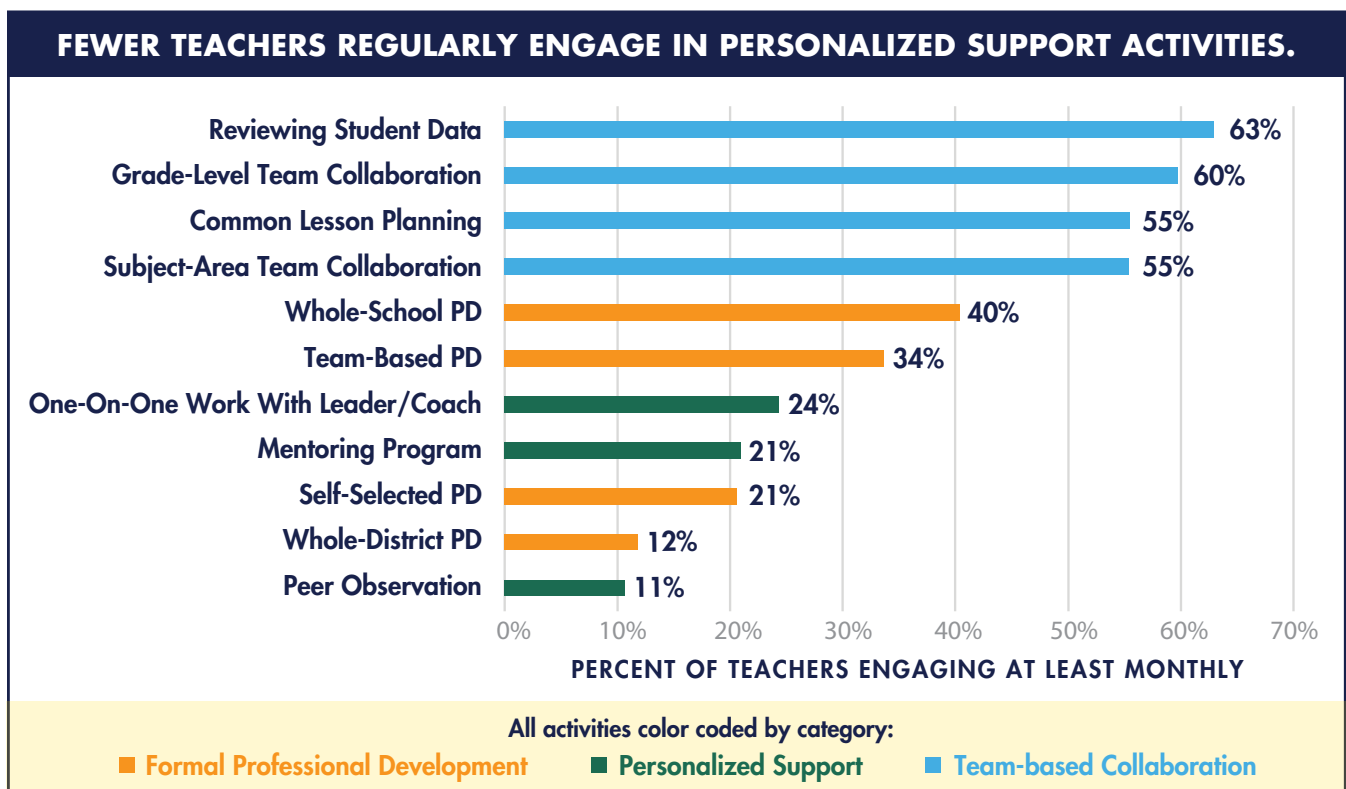 FEWER TEACHERS REGULARLY ENGAGE IN PERSONALIZED SUPPORT ACTIVITIES.
Reviewing Student Data 63%
Grade-Level Team Collaboration 60%
Common Lesson Planning 55%
Subject-Area Team Collaboration 55%
Whole-School PD 40%
Team-Based PD 34%
One-On-One Work With Leader/Coach 24%
Mentoring Program 21%
Self-Selected PD 21%
Whole-District PD 12%
Peer Observation 11%
0% 10% 20% 30% 40% 50% 60% 70%
PERCENT OF TEACHERS ENGAGING AT LEAST MONTHLY
All activities color coded by category:
Formal Professional Development Personalized Support Team-based Collaboration